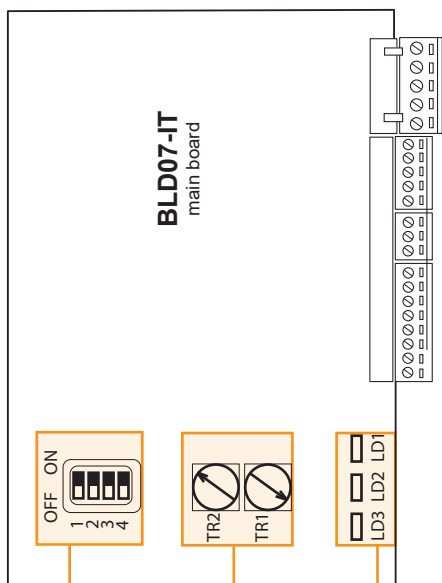 BLD07-IT
main board
OFF ON
1
2
3
4
TR2
TR1
LD3 LD2 LD1